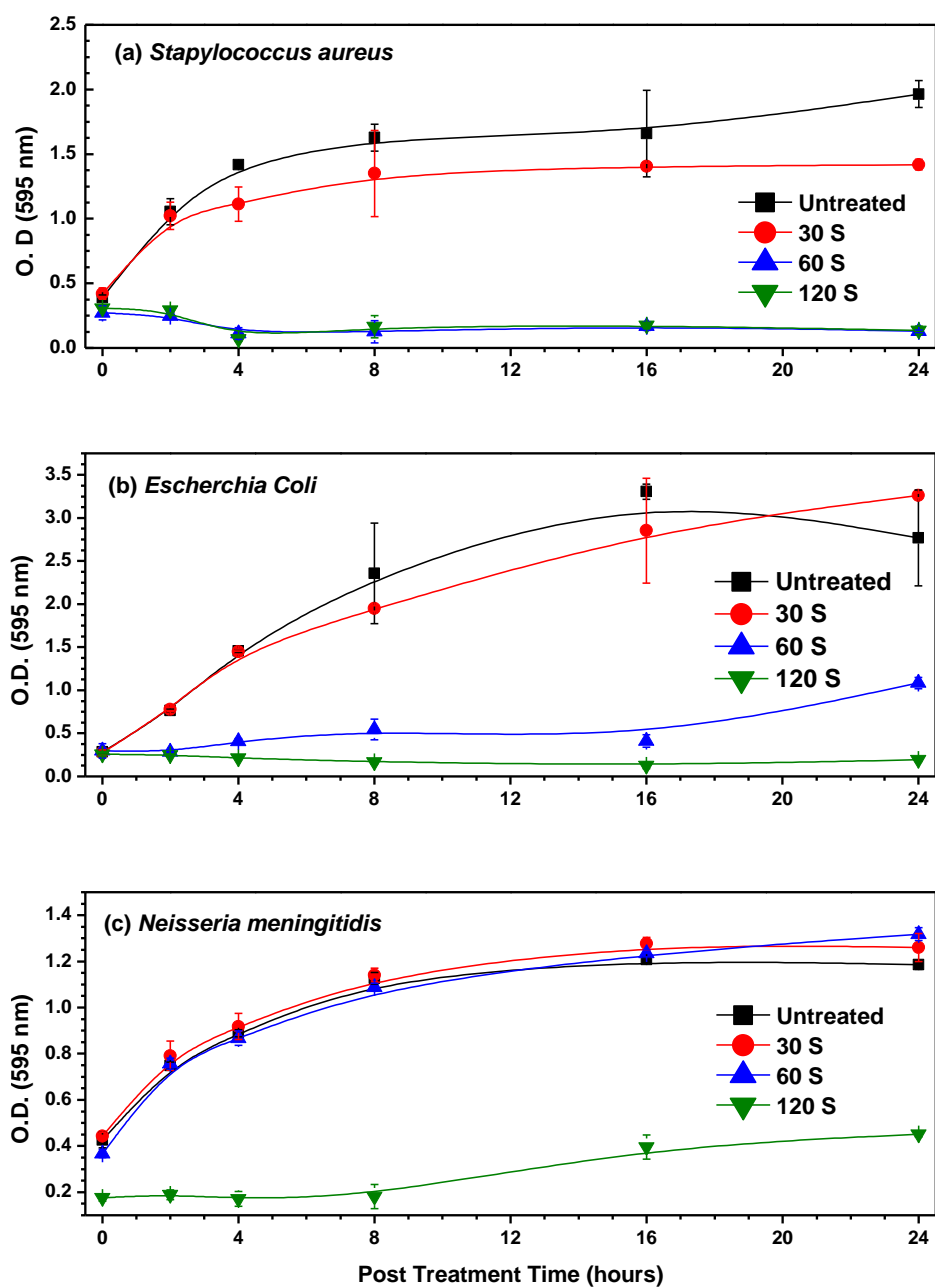 (a) Stapylococcus aureus
O. D (595 nm)
2.5
2.0
1.5
1.0
0.5
0.0
Untreated
30 S
60 S
120 S
0 4 8 12 16 20 24
(b) Escherchia Coli
O.D. (595 nm)
3.5
3.0
2.5
2.0
1.5
1.0
0.5
0.0
Untreated
30 S
60 S
120 S
0 4 8 12 16 20 24
(c) Neisseria meningitidis
O.D. (595 nm)
1.4
1.2
1.0
0.8
0.6
0.4
0.2
Untreated
30 S
60 S
120 S
0 4 8 12 16 20 24
Post Treatment Time (hours)